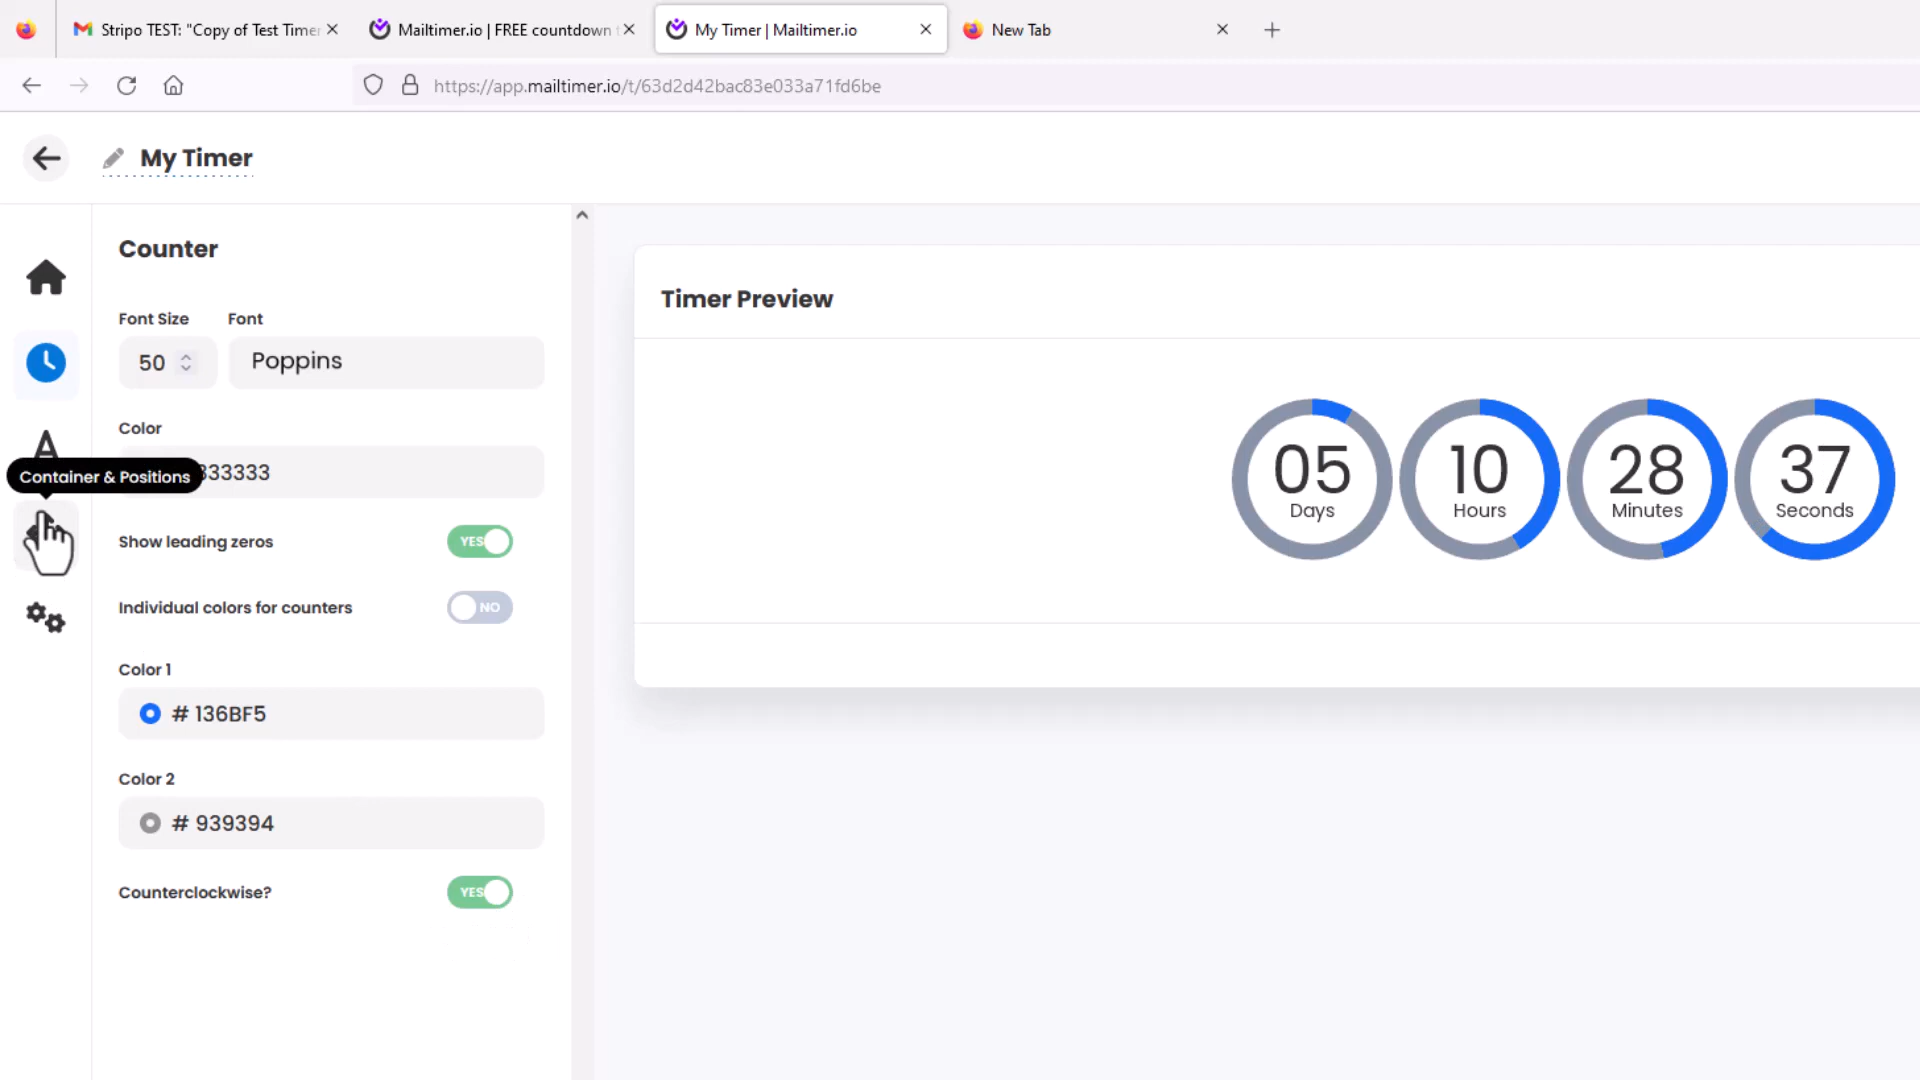 Stripo TEST: "Copy of Test Timer
Mailtimer.io | FREE countdown
My Timer | Mailtimer.io
New Tab
https://app.mailtimer.io/t/63d2d42bac83e033a71fd6be
My Timer
Counter
Font Size
Font
50
Poppins
Color
Container & Positions
333333
Show leading zeros
YES
Individual colors for counters
NO
Color 1
# 136BF5
Color 2
# 939394
Counterclockwise?
YES
Timer Preview
05 10 28 37
Days Hours Minutes Seconds